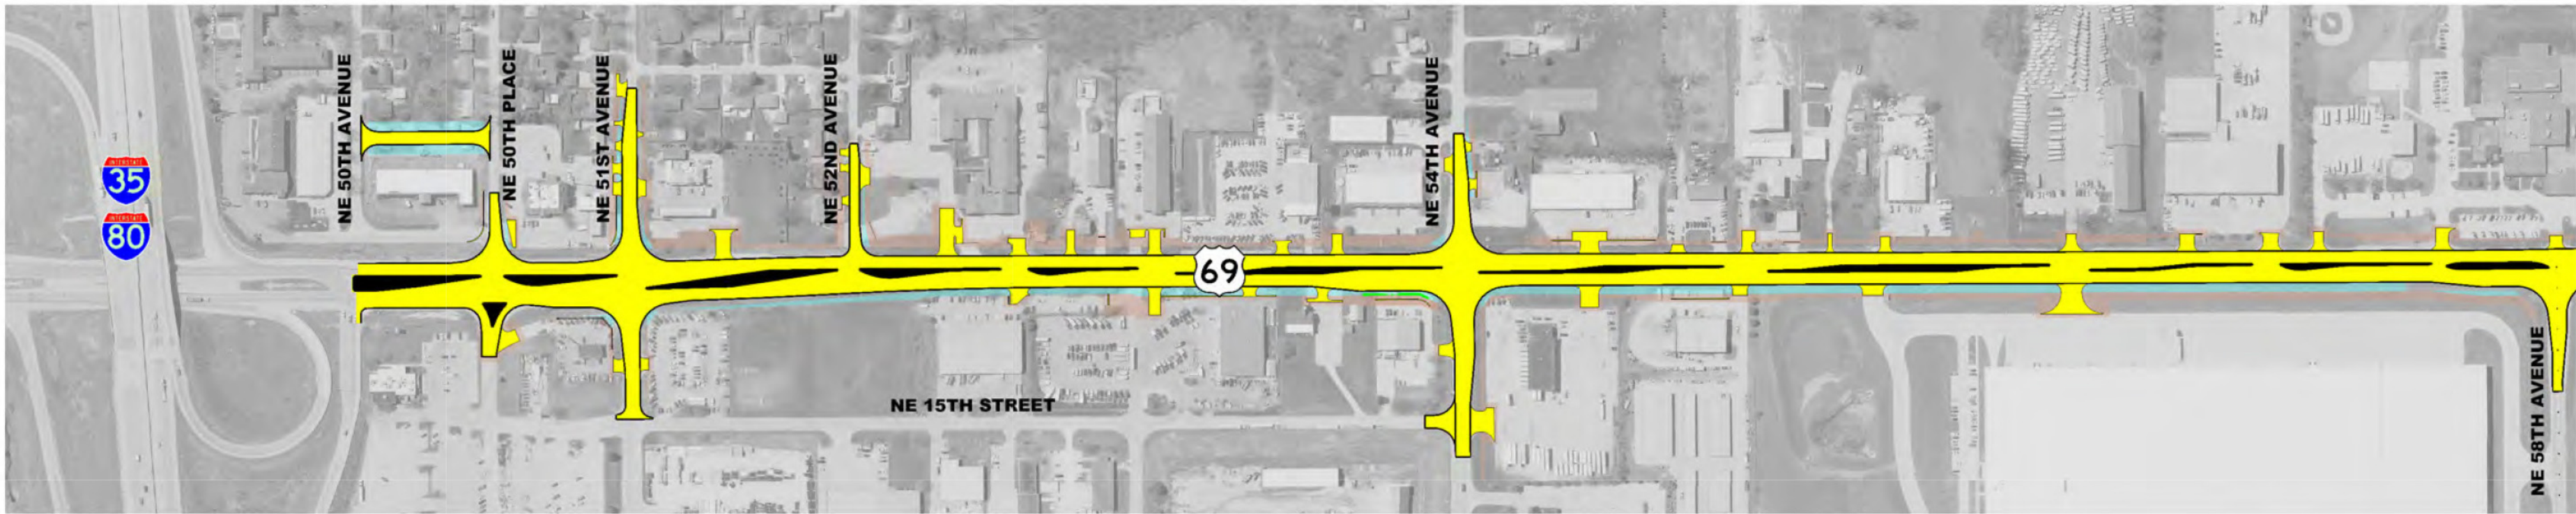 NE 50TH AVENUE
NE 50TH PLACE
NE 51ST AVENUE
NE 52ND AVENUE
NE 54TH AVENUE
INTERSTATE
35
INTERSTATE
80
69
NE 15TH STREET
NE 58TH AVENUE